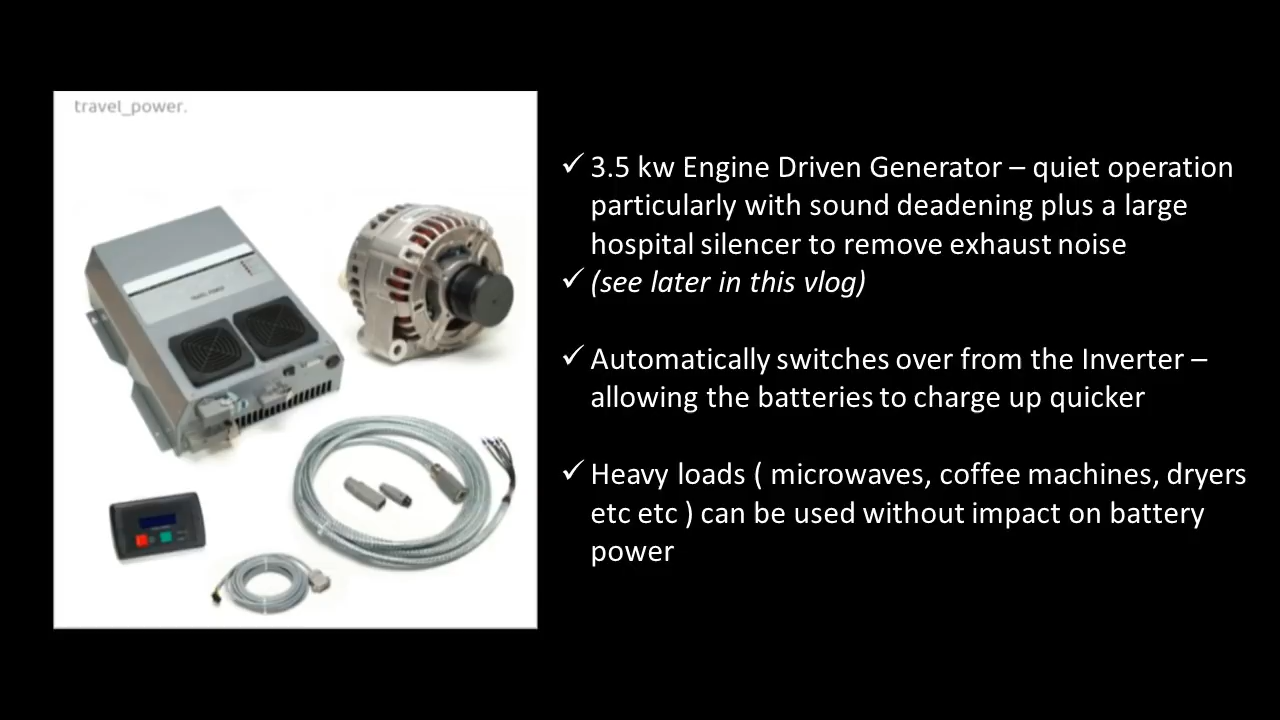 travel_power.
✓ 3.5 kw Engine Driven Generator – quiet operation
particularly with sound deadening plus a large
hospital silencer to remove exhaust noise
✓ (see later in this vlog)
✓ Automatically switches over from the Inverter –
allowing the batteries to charge up quicker
✓ Heavy loads ( microwaves, coffee machines, dryers
etc etc ) can be used without impact on battery
power